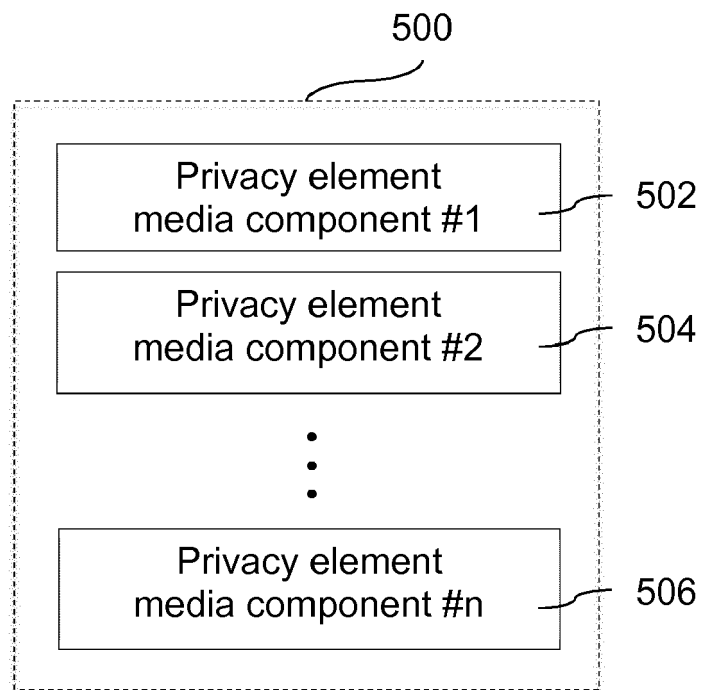 500
Privacy element
media component #1
502
Privacy element
media component #2
504
Privacy element
media component #n
506